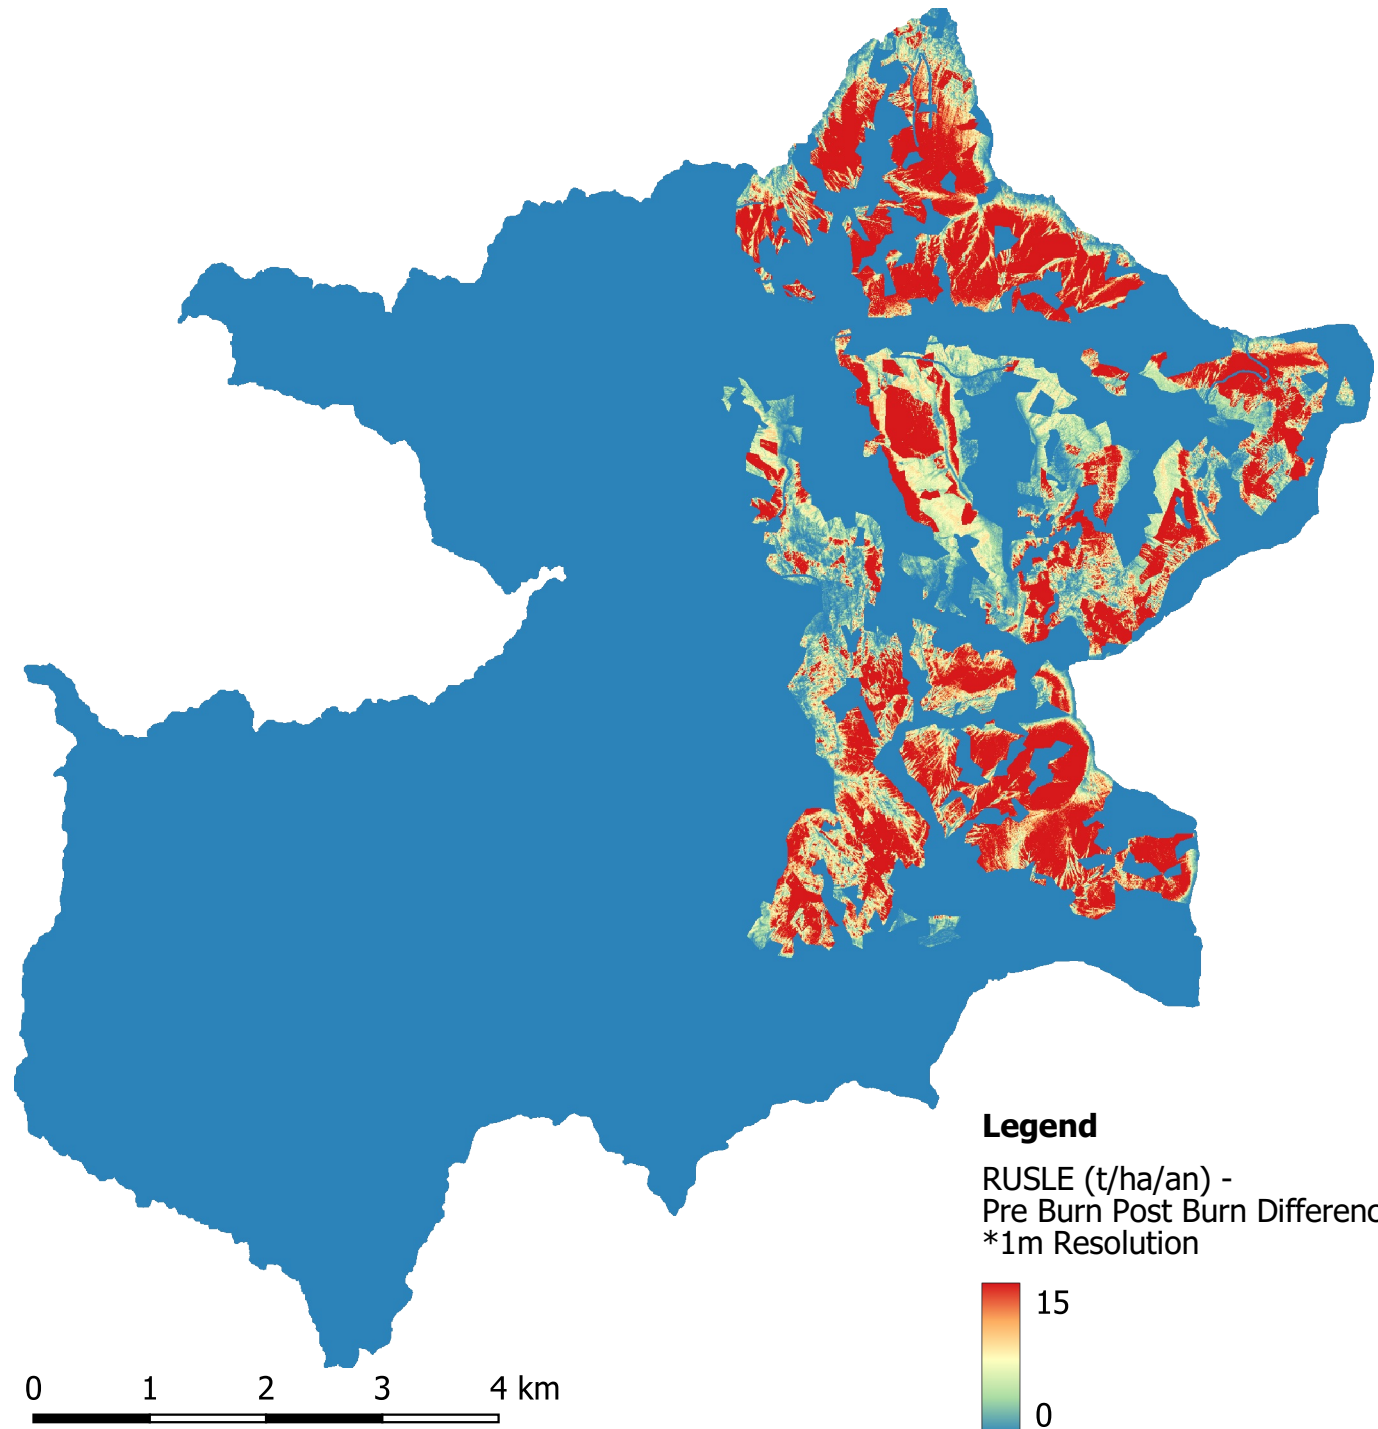 Legend
RUSLE (t/ha/an) -
Pre Burn Post Burn Differenc
*1m Resolution
15
0
0 1 2 3 4 km